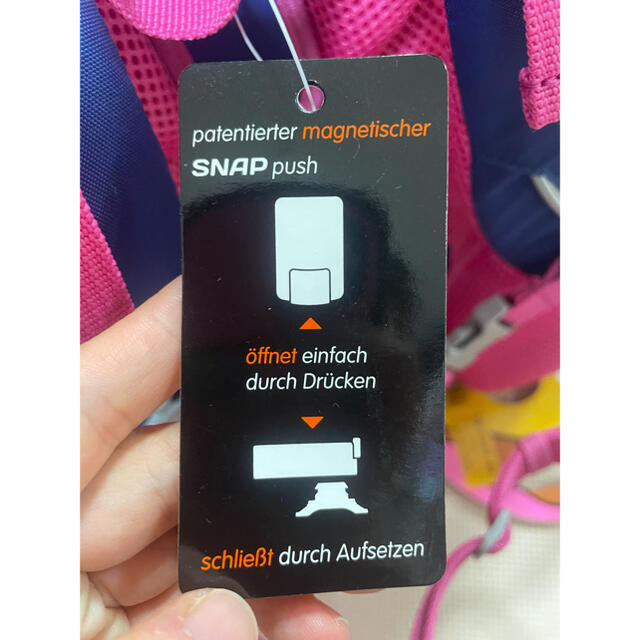 patentierter magnetischer
SNAP push
öffnet einfach
durch Drücken
schließt durch Aufsetzen